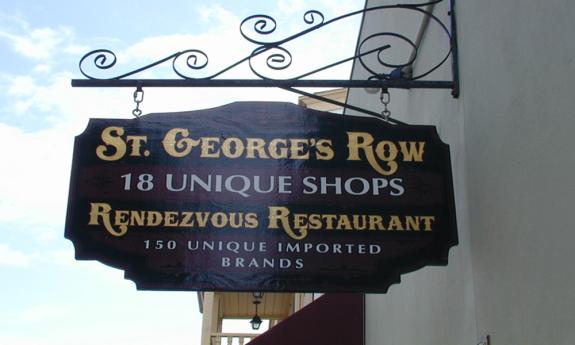 St. George's Row
18 UNIQUE SHOPS
Rendezvous Restaurant
150 UNIQUE IMPORTED
BRANDS